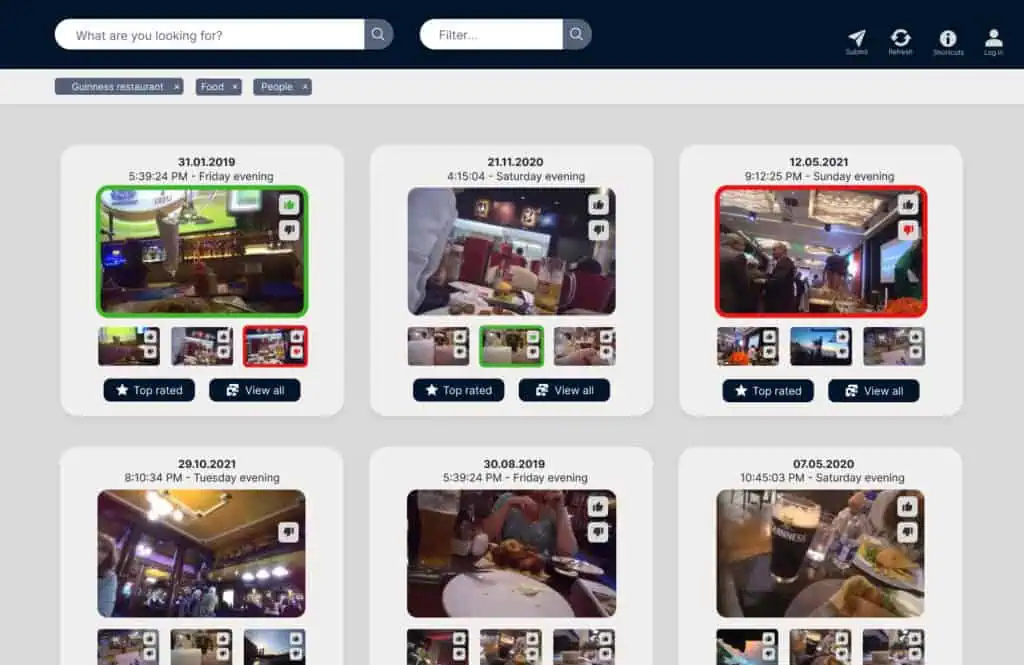 What are you looking for?
Filter...
Submit
Refresh
Shortcuts
Log in
Guinness restaurant ×
Food ×
People ×
31.01.2019
5:39:24 PM - Friday evening
21.11.2020
4:15:04 - Saturday evening
12.05.2021
9:12:25 PM - Sunday evening
Top rated
View all
Top rated
View all
Top rated
View all
29.10.2021
8:10:34 PM - Tuesday evening
30.08.2019
5:39:24 PM - Friday evening
07.05.2020
10:45:03 PM - Saturday evening
GUINNESS